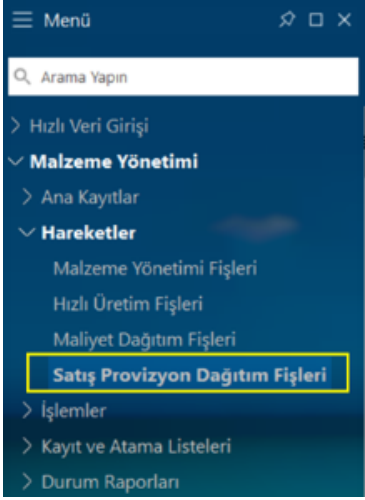 Menü
Arama Yapın
Hızlı Veri Girişi
Malzeme Yönetimi
Ana Kayıtlar
Hareketler
Malzeme Yönetimi Fişleri
Hızlı Üretim Fişleri
Maliyet Dağıtım Fişleri
Satış Provizyon Dağıtım Fişleri
İşlemler
Kayıt ve Atama Listeleri
Durum Raporları